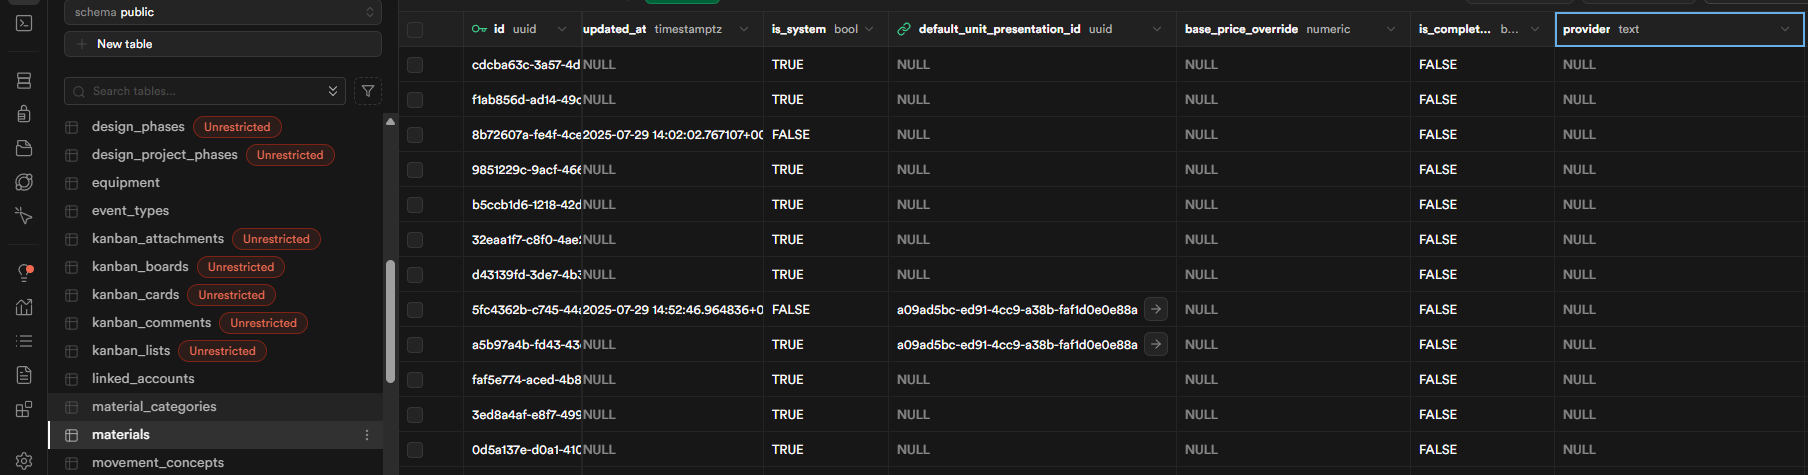 schema public
New table
Search tables...
design_phases Unrestricted
design_project_phases Unrestricted
equipment
event_types
kanban_attachments Unrestricted
kanban_boards Unrestricted
kanban_cards Unrestricted
kanban_comments Unrestricted
kanban_lists Unrestricted
linked_accounts
material_categories
materials
movement_concepts
id uuid updated_at timestamptz is_system bool default_unit_presentation_id uuid base_price_override numeric is_complet... b... provider text
cdcba63c-3a57-4d NULL TRUE NULL NULL FALSE NULL
f1ab856d-ad14-49c NULL TRUE NULL NULL FALSE NULL
8b72607a-fe4f-4ce 2025-07-29 14:02:02.767107+00 FALSE NULL NULL FALSE NULL
9851229c-9acf-466 NULL TRUE NULL NULL FALSE NULL
b5ccb1d6-1218-42d NULL TRUE NULL NULL FALSE NULL
32eaa1f7-c8f0-4ae2 NULL TRUE NULL NULL FALSE NULL
d43139fd-3de7-4b3 NULL TRUE NULL NULL FALSE NULL
5fc4362b-c745-44a 2025-07-29 14:52:46.964836+0 FALSE a09ad5bc-ed91-4cc9-a38b-faf1d0e0e88a NULL FALSE NULL
a5b97a4b-fd43-43 NULL TRUE a09ad5bc-ed91-4cc9-a38b-faf1d0e0e88a NULL FALSE NULL
faf5e774-aced-4b8 NULL TRUE NULL NULL FALSE NULL
3ed8a4af-e8f7-499 NULL TRUE NULL NULL FALSE NULL
0d5a137e-d0a1-410 NULL TRUE NULL NULL FALSE NULL